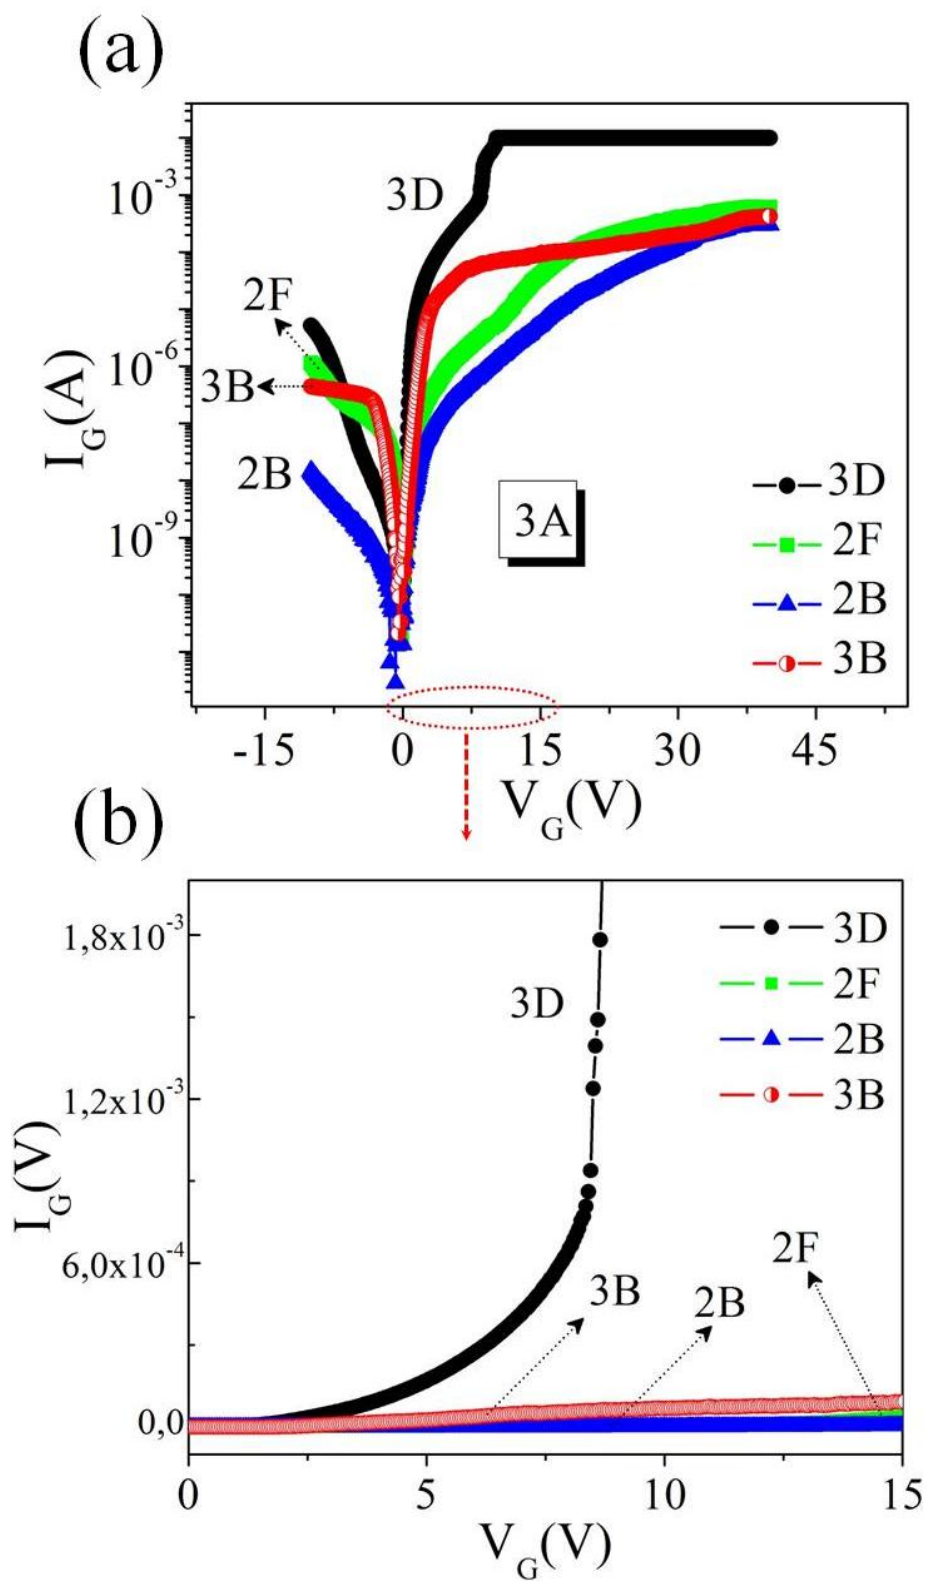 (a)
I_G(A)
10^-3
10^-6
10^-9
3D
2F
3B
2B
3A
3D
2F
2B
3B
-15 0 15 30 45
V_G(V)
(b)
I_G(V)
1,8x10^-3
1,2x10^-3
6,0x10^-4
0,0
3D
3B
2B
2F
3D
2F
2B
3B
0 5 10 15
V_G(V)